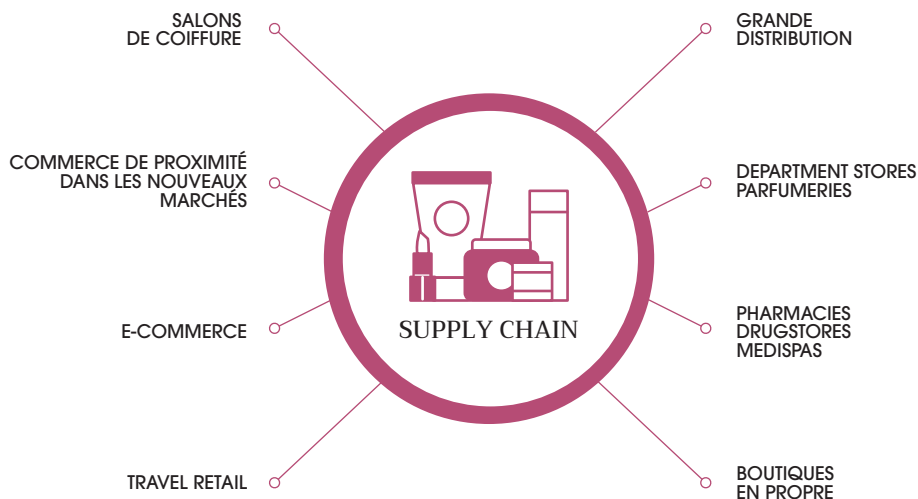 SALONS
DE COIFFURE
GRANDE
DISTRIBUTION
COMMERCE DE PROXIMITÉ
DANS LES NOUVEAUX
MARCHÉS
DEPARTMENT STORES
PARFUMERIES
E-COMMERCE
PHARMACIES
DRUGSTORES
MEDISPAS
SUPPLY CHAIN
TRAVEL RETAIL
BOUTIQUES
EN PROPRE